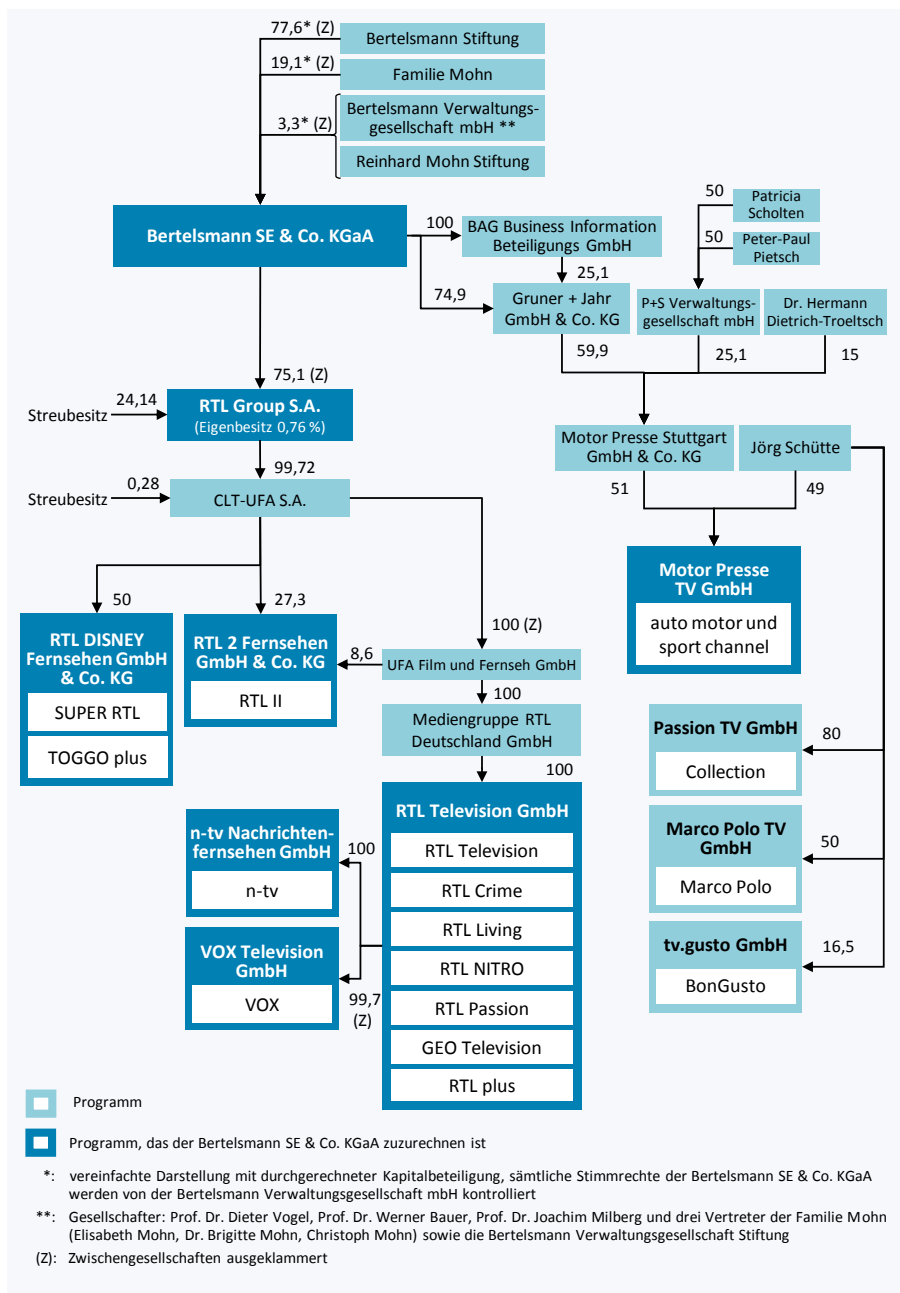 77,6* (Z)
Bertelsmann Stiftung
19,1* (Z)
Familie Mohn
3,3* (Z)
Bertelsmann Verwaltungs-
gesellschaft mbH **
Reinhard Mohn Stiftung
Bertelsmann SE & Co. KGaA
100
BAG Business Information
Beteiligungs GmbH
50
Patricia
Scholten
50
Peter-Paul
Pietsch
25,1
74,9
Gruner + Jahr
GmbH & Co. KG
P+S Verwaltungs-
gesellschaft mbH
Dr. Hermann
Dietrich-Troeltsch
59,9
25,1
15
75,1 (Z)
24,14
Streubesitz
RTL Group S.A.
(Eigenbesitz 0,76 %)
Motor Presse Stuttgart
GmbH & Co. KG
Jörg Schütte
99,72
0,28
Streubesitz
CLT-UFA S.A.
51
49
Motor Presse
TV GmbH
auto motor und
sport channel
50
27,3
100 (Z)
RTL DISNEY
Fernsehen GmbH
& Co. KG
SUPER RTL
TOGGO plus
RTL 2 Fernsehen
GmbH & Co. KG
RTL II
8,6
UFA Film und Fernseh GmbH
100
Mediengruppe RTL
Deutschland GmbH
100
Passion TV GmbH
Collection
80
Marco Polo TV
GmbH
Marco Polo
50
tv.gusto GmbH
BonGusto
16,5
n-tv Nachrichten-
fernsehen GmbH
n-tv
100
VOX Television
GmbH
VOX
99,7
(Z)
RTL Television GmbH
RTL Television
RTL Crime
RTL Living
RTL NITRO
RTL Passion
GEO Television
RTL plus
Programm
Programm, das der Bertelsmann SE & Co. KGaA zuzurechnen ist
*: vereinfachte Darstellung mit durchgerechneter Kapitalbeteiligung, sämtliche Stimmrechte der Bertelsmann SE & Co. KGaA
werden von der Bertelsmann Verwaltungsgesellschaft mbH kontrolliert
**: Gesellschafter: Prof. Dr. Dieter Vogel, Prof. Dr. Werner Bauer, Prof. Dr. Joachim Milberg und drei Vertreter der Familie Mohn
(Elisabeth Mohn, Dr. Brigitte Mohn, Christoph Mohn) sowie die Bertelsmann Verwaltungsgesellschaft Stiftung
(Z): Zwischengesellschaften ausgeklammert